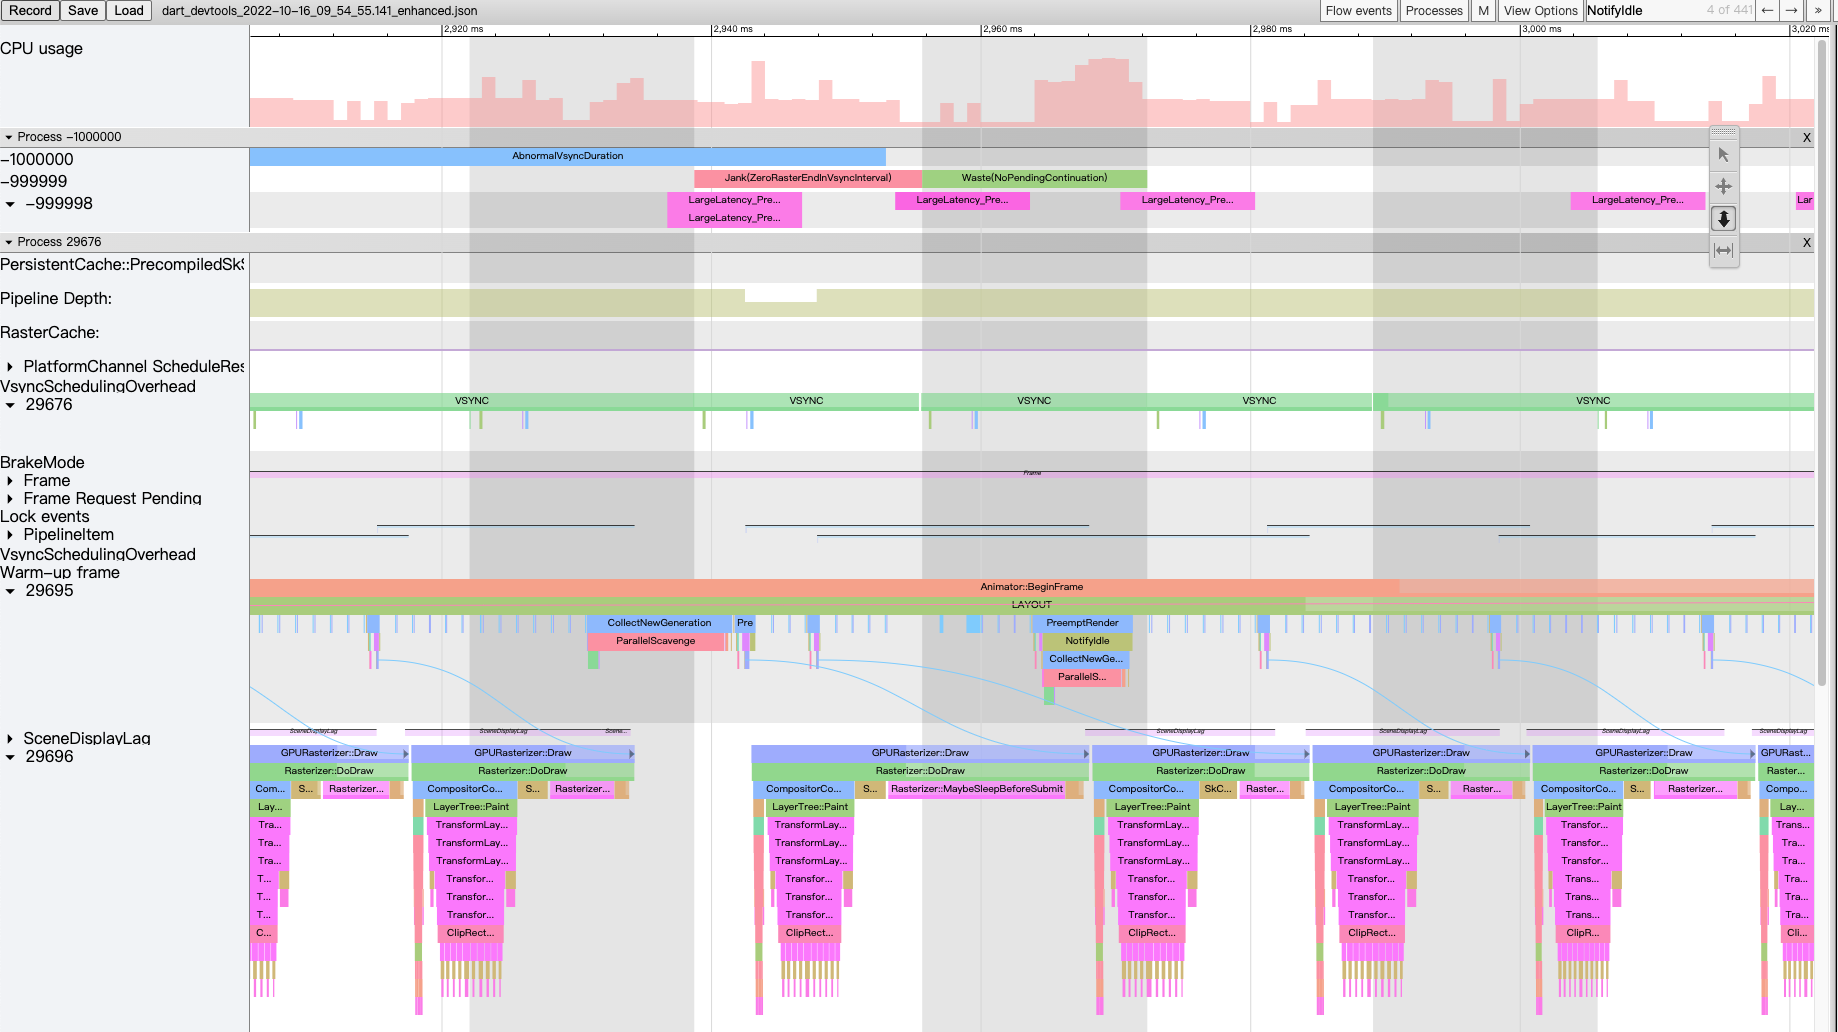 Record Save Load dart_devtools_2022-10-16_09_54_55.141_enhanced.json Flow events Processes M View Options NotifyIdle 4 of 441 ← → »
2,920 ms 2,940 ms 2,960 ms 2,980 ms 3,000 ms 3,020 ms
CPU usage
Process -1000000 X
-1000000 AbnormalVsyncDuration
-999999 Jank(ZeroRasterEndInVsyncInterval) Waste(NoPendingContinuation)
-999998 LargeLatency_Pre... LargeLatency_Pre... LargeLatency_Pre... LargeLatency_Pre... Lar
LargeLatency_Pre...
Process 29676 X
PersistentCache::PrecompiledSkS
Pipeline Depth:
RasterCache:
PlatformChannel ScheduleRes
VsyncSchedulingOverhead
29676 VSYNC VSYNC VSYNC VSYNC VSYNC
BrakeMode
Frame Frame
Frame Request Pending
Lock events
PipelineItem
VsyncSchedulingOverhead
Warm-up frame
29695 Animator::BeginFrame
LAYOUT
CollectNewGeneration Pre PreemptRender
ParallelScavenge NotifyIdle
CollectNewGe...
ParallelS...
SceneDisplayLag SceneDisplayLag SceneDisplayLag Scene... SceneDisplayLag SceneDisplayLag SceneDisplayLag SceneDisplayLag
29696 GPURasterizer::Draw GPURasterizer::Draw GPURasterizer::Draw GPURasterizer::Draw GPURasterizer::Draw GPURasterizer::Draw GPURast...
Rasterizer::DoDraw Rasterizer::DoDraw Rasterizer::DoDraw Rasterizer::DoDraw Rasterizer::DoDraw Rasterizer::DoDraw Raster...
Com... S... Rasterizer... CompositorCo... S... Rasterizer... CompositorCo... S... Rasterizer::MaybeSleepBeforeSubmit CompositorCo... SkC... Raster... CompositorCo... S... Raster... CompositorCo... S... Rasterizer... Compo...
Lay... LayerTree::Paint LayerTree::Paint LayerTree::Paint LayerTree::Paint LayerTree::Paint Lay...
Tra... TransformLay... TransformLay... TransformLay... TransformLay... Transfor... Trans...
Tra... TransformLay... TransformLay... TransformLay... TransformLay... Transfor... Tra...
Tra... TransformLay... TransformLay... TransformLay... TransformLay... Transfor... Tra...
T... Transfor... Transfor... Transfor... Transfor... Trans... Tra...
T... Transfor... Transfor... Transfor... Transfor... Trans... Tra...
T... Transfor... Transfor... Transfor... Transfor... Trans... Tra...
C... ClipRect... ClipRect... ClipRect... ClipRect... ClipR... Cli...